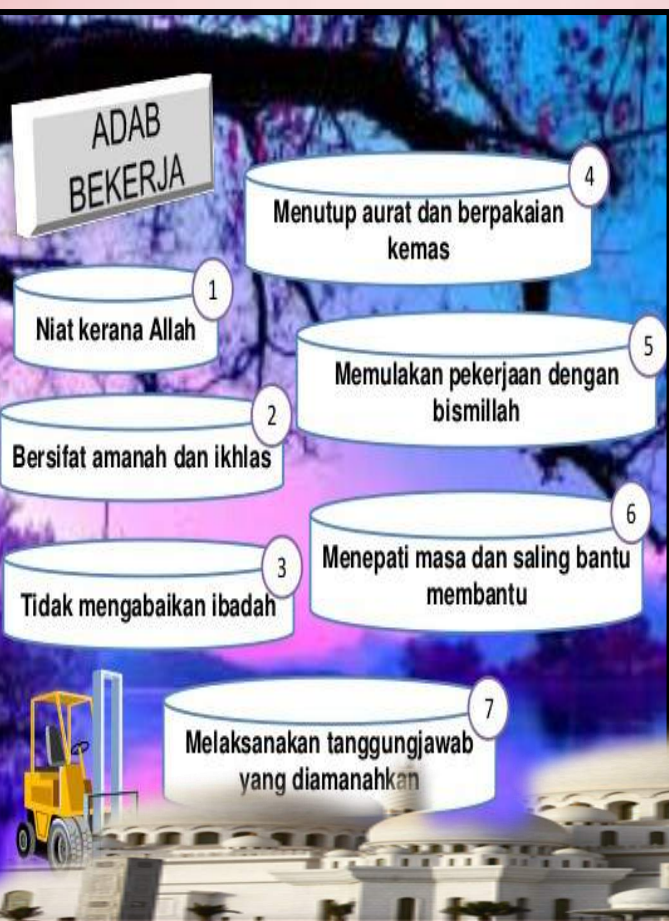 ADAB
BEKERJA
1
Niat kerana Allah
2
Bersifat amanah dan ikhlas
3
Tidak mengabaikan ibadah
4
Menutup aurat dan berpakaian
kemas
5
Memulakan pekerjaan dengan
bismillah
6
Menepati masa dan saling bantu
membantu
7
Melaksanakan tanggungjawab
yang diamanahkan